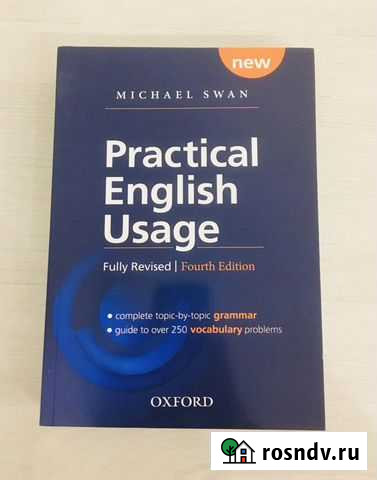 new
MICHAEL SWAN
Practical
English
Usage
Fully Revised | Fourth Edition
• complete topic-by-topic grammar
• guide to over 250 vocabulary problems
OXFORD
rosndv.ru